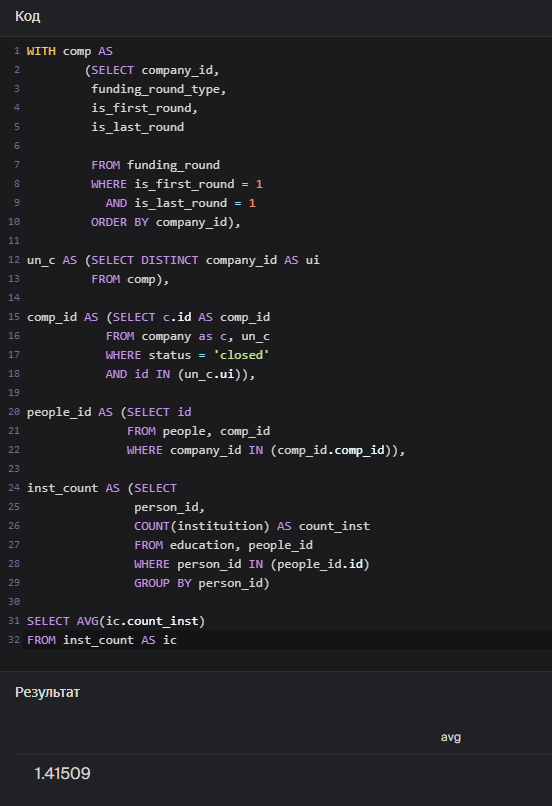 Код
1 WITH comp AS
2 (SELECT company_id,
3 funding_round_type,
4 is_first_round,
5 is_last_round
6
7 FROM funding_round
8 WHERE is_first_round = 1
9 AND is_last_round = 1
10 ORDER BY company_id),
11
12 un_c AS (SELECT DISTINCT company_id AS ui
13 FROM comp),
14
15 comp_id AS (SELECT c.id AS comp_id
16 FROM company as c, un_c
17 WHERE status = 'closed'
18 AND id IN (un_c.ui)),
19
20 people_id AS (SELECT id
21 FROM people, comp_id
22 WHERE company_id IN (comp_id.comp_id)),
23
24 inst_count AS (SELECT
25 person_id,
26 COUNT(instituition) AS count_inst
27 FROM education, people_id
28 WHERE person_id IN (people_id.id)
29 GROUP BY person_id)
30
31 SELECT AVG(ic.count_inst)
32 FROM inst_count AS ic
Результат
avg
1.41509